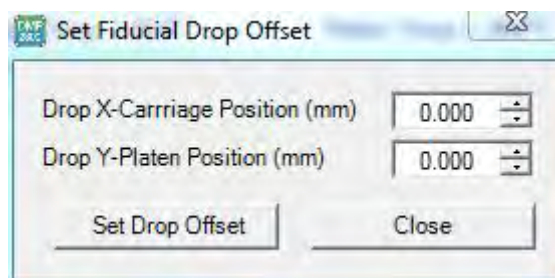 Set Fiducial Drop Offset
Drop X-Carrriage Position (mm) 0.000
Drop Y-Platen Position (mm) 0.000
Set Drop Offset Close